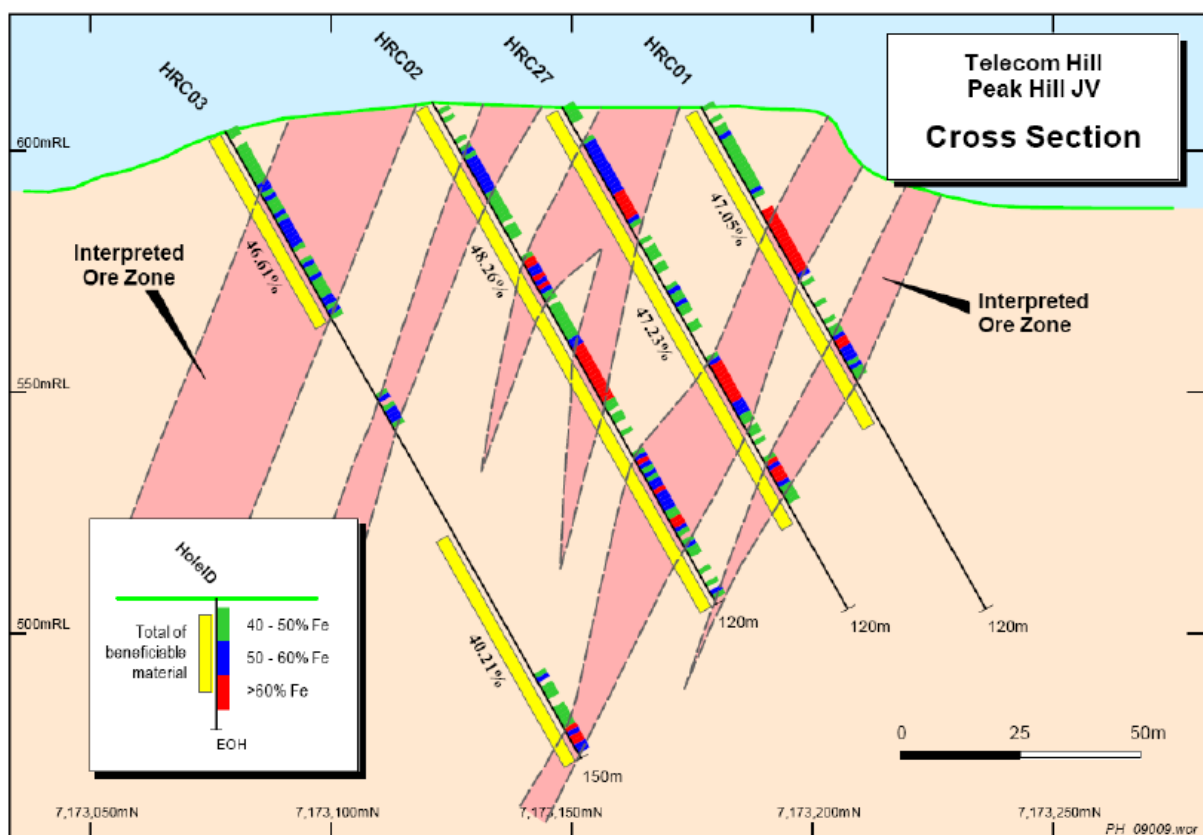 Telecom Hill
Peak Hill JV
Cross Section
HRC03
HRC02
HRC27
HRC01
600mRL
550mRL
500mRL
Interpreted
Ore Zone
Interpreted
Ore Zone
46.61%
48.26%
47.23%
47.05%
40.21%
120m
120m
120m
150m
HoleID
Total of
beneficiable
material
40 - 50% Fe
50 - 60% Fe
>60% Fe
EOH
0 25 50m
7,173,050mN 7,173,100mN 7,173,150mN 7,173,200mN 7,173,250mN
PH_09009.wor